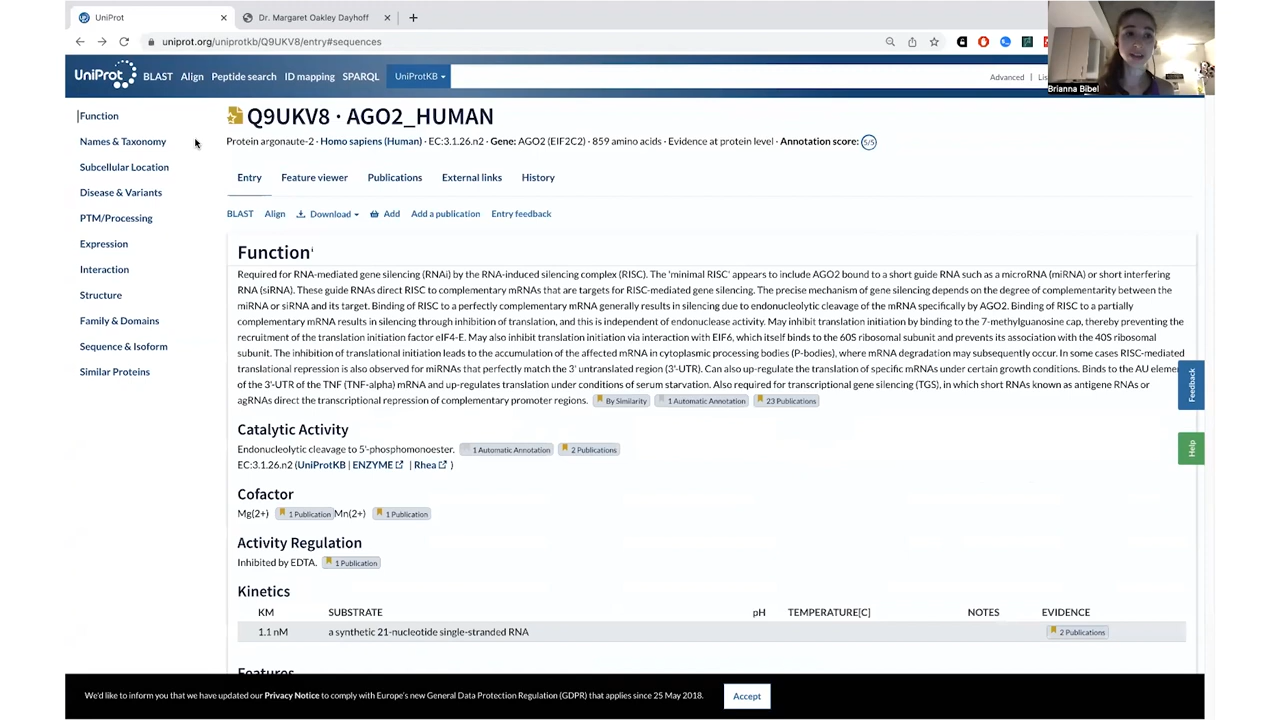 UniProt
Dr. Margaret Oakley Dayhoff
uniprot.org/uniprotkb/Q9UKV8/entry#sequences
UniProt BLAST Align Peptide search ID mapping SPARQL UniProtKB Advanced
Brianna Bibel
Function
Names & Taxonomy
Subcellular Location
Disease & Variants
PTM/Processing
Expression
Interaction
Structure
Family & Domains
Sequence & Isoform
Similar Proteins
Q9UKV8 · AGO2_HUMAN
Protein argonaute-2 · Homo sapiens (Human) · EC:3.1.26.n2 · Gene: AGO2 (EIF2C2) · 859 amino acids · Evidence at protein level · Annotation score: 5/5
Entry Feature viewer Publications External links History
BLAST Align Download Add Add a publication Entry feedback
Function
Required for RNA-mediated gene silencing (RNAi) by the RNA-induced silencing complex (RISC). The 'minimal RISC' appears to include AGO2 bound to a short guide RNA such as a microRNA (miRNA) or short interfering
RNA (siRNA). These guide RNAs direct RISC to complementary mRNAs that are targets for RISC-mediated gene silencing. The precise mechanism of gene silencing depends on the degree of complementarity between the
miRNA or siRNA and its target. Binding of RISC to a perfectly complementary mRNA generally results in silencing due to endonucleolytic cleavage of the mRNA specifically by AGO2. Binding of RISC to a partially
complementary mRNA results in silencing through inhibition of translation, and this is independent of endonuclease activity. May inhibit translation initiation by binding to the 7-methylguanosine cap, thereby preventing the
recruitment of the translation initiation factor eIF4-E. May also inhibit translation initiation via interaction with EIF6, which itself binds to the 60S ribosomal subunit and prevents its association with the 40S ribosomal
subunit. The inhibition of translational initiation leads to the accumulation of the affected mRNA in cytoplasmic processing bodies (P-bodies), where mRNA degradation may subsequently occur. In some cases RISC-mediated
translational repression is also observed for miRNAs that perfectly match the 3' untranslated region (3'-UTR). Can also up-regulate the translation of specific mRNAs under certain growth conditions. Binds to the AU
of the 3'-UTR of the TNF (TNF-alpha) mRNA and up-regulates translation under conditions of serum starvation. Also required for transcriptional gene silencing (TGS), in which short RNAs known as antigene RNAs or
agRNAs direct the transcriptional repression of complementary promoter regions. By Similarity 1 Automatic Annotation 23 Publications
Feedback
Help
Catalytic Activity
Endonucleolytic cleavage to 5'-phosphomonoester. 1 Automatic Annotation 2 Publications
EC:3.1.26.n2 (UniProtKB | ENZYME | Rhea )
Cofactor
Mg(2+) 1 Publication Mn(2+) 1 Publication
Activity Regulation
Inhibited by EDTA. 1 Publication
Kinetics
KM SUBSTRATE pH TEMPERATURE[C] NOTES EVIDENCE
1.1 nM a synthetic 21-nucleotide single-stranded RNA 2 Publications
Features
We'd like to inform you that we have updated our Privacy Notice to comply with Europe's new General Data Protection Regulation (GDPR) that applies since 25 May 2018. Accept